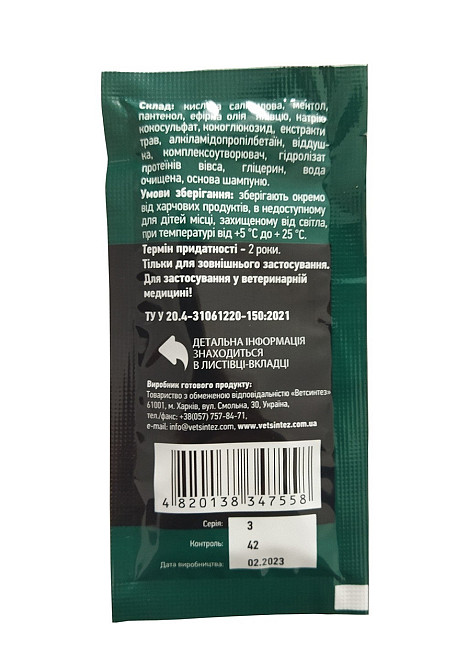 Склад: кислота саліцилова, ментол,
пантенол, ефірна олія ялівцю, натрію
кокосульфат, коноглюкозид, екстракти
трав, алкіламідопропілбетаїн, віддуш-
ка, комплексоутворювач, гідролізат
протеїнів вівса, гліцерин, вода
очищена, основа шампуню.
Умови зберігання: зберігають окремо
від харчових продуктів, в недоступному
для дітей місці, захищеному від світла,
при температурі від +5 °С до + 25 °С.
Термін придатності - 2 роки.
Тільки для зовнішнього застосування.
Для застосування у ветеринарній
медицині!
ТУ У 20.4-31061220-150:2021
ДЕТАЛЬНА ІНФОРМАЦІЯ
ЗНАХОДИТЬСЯ
В ЛИСТІВЦІ-ВКЛАДЦІ
Виробник готового продукту:
Товариство з обмеженою відповідальністю «Ветсинтез»
61001, м. Харків, вул. Смольна, 30, Україна,
тел./факс: +38(057) 757-84-71,
e-mail: info@vetsintez.com, www.vetsintez.com.ua
4 820138 347558
Серія: 3
Контроль: 42
Дата виробництва: 02.2023